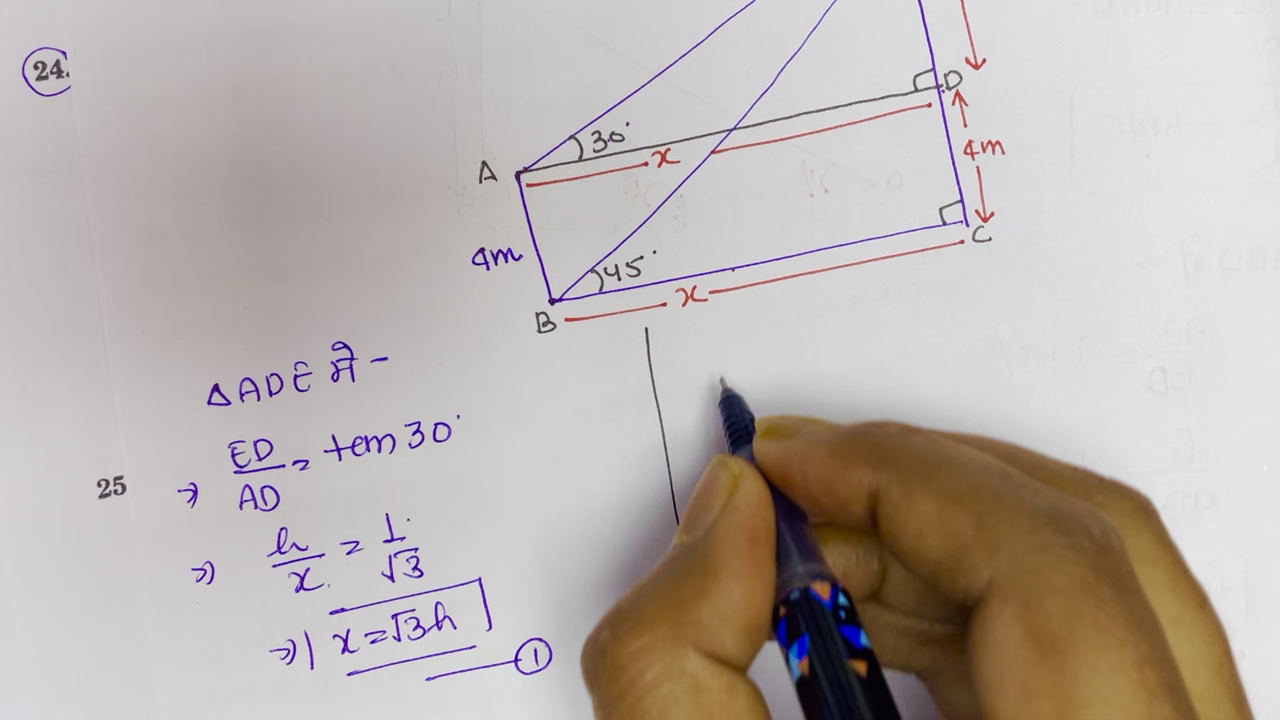 24.
30°
D
A
x
4m
4m
45°
C
x
B
ΔADE में -
ED/AD = tan 30°
25
⇒
⇒ h/x = 1/√3
⇒ x = √3h
1